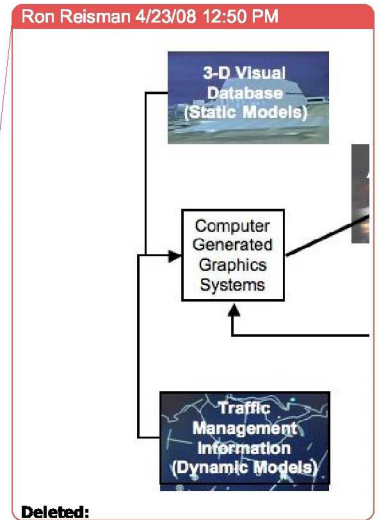 Ron Reisman 4/23/08 12:50 PM
3-D Visual
Database
(Static Models)
Computer
Generated
Graphics
Systems
Traffic
Management
Information
(Dynamic Models)
Deleted: